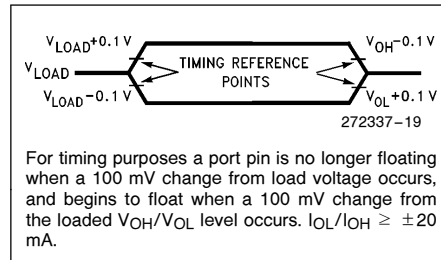 V_LOAD+0.1 V
V_OH−0.1 V
V_LOAD
TIMING REFERENCE
POINTS
V_LOAD−0.1 V
V_OL+0.1 V
272337–19
For timing purposes a port pin is no longer floating
when a 100 mV change from load voltage occurs,
and begins to float when a 100 mV change from
the loaded V_OH/V_OL level occurs. I_OL/I_OH ≥ ±20
mA.